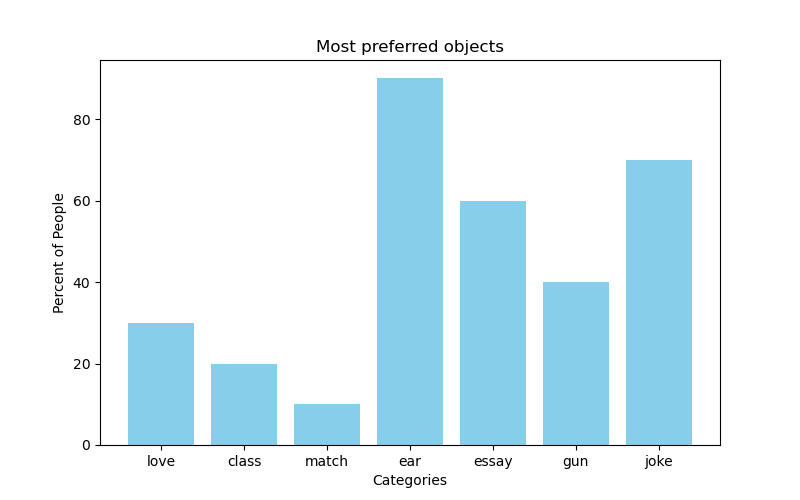 Most preferred objects
Percent of People
80
60
40
20
0
love class match ear essay gun joke
Categories